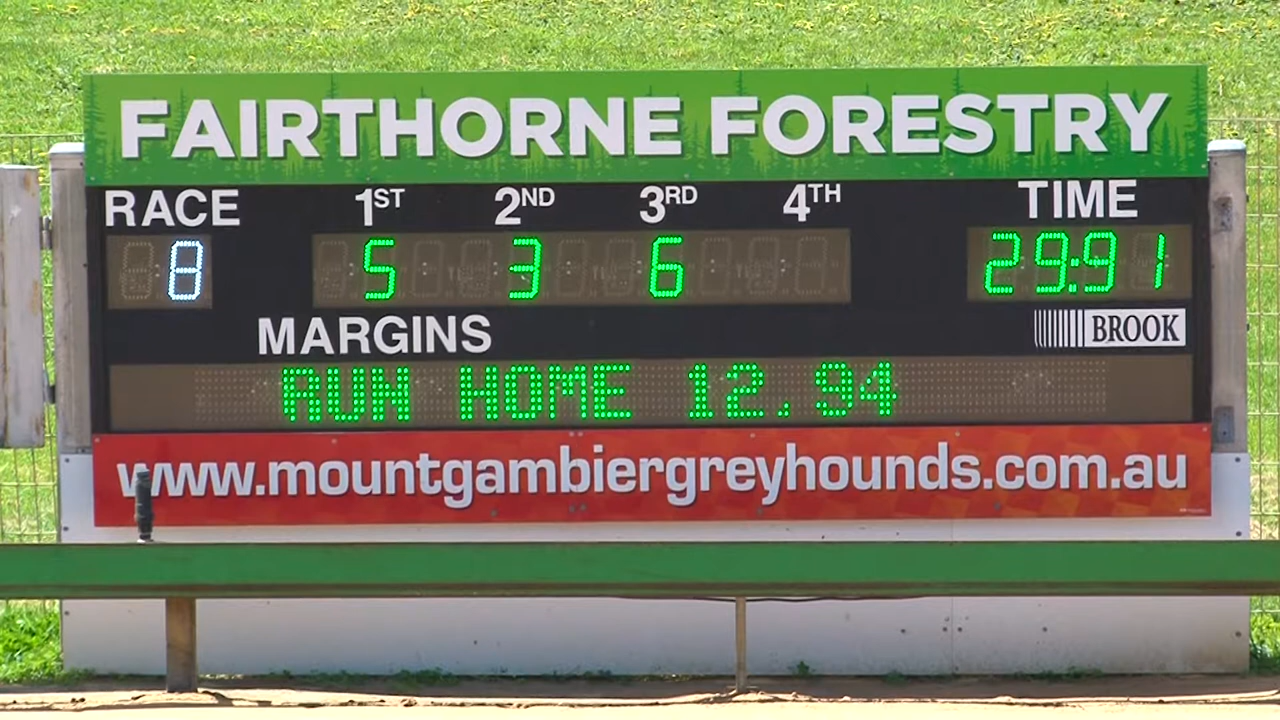 FAIRTHORNE FORESTRY
RACE 1ST 2ND 3RD 4TH TIME
8 5 3 6 29:91
MARGINS BROOK
RUN HOME 12.94
www.mountgambiergreyhounds.com.au